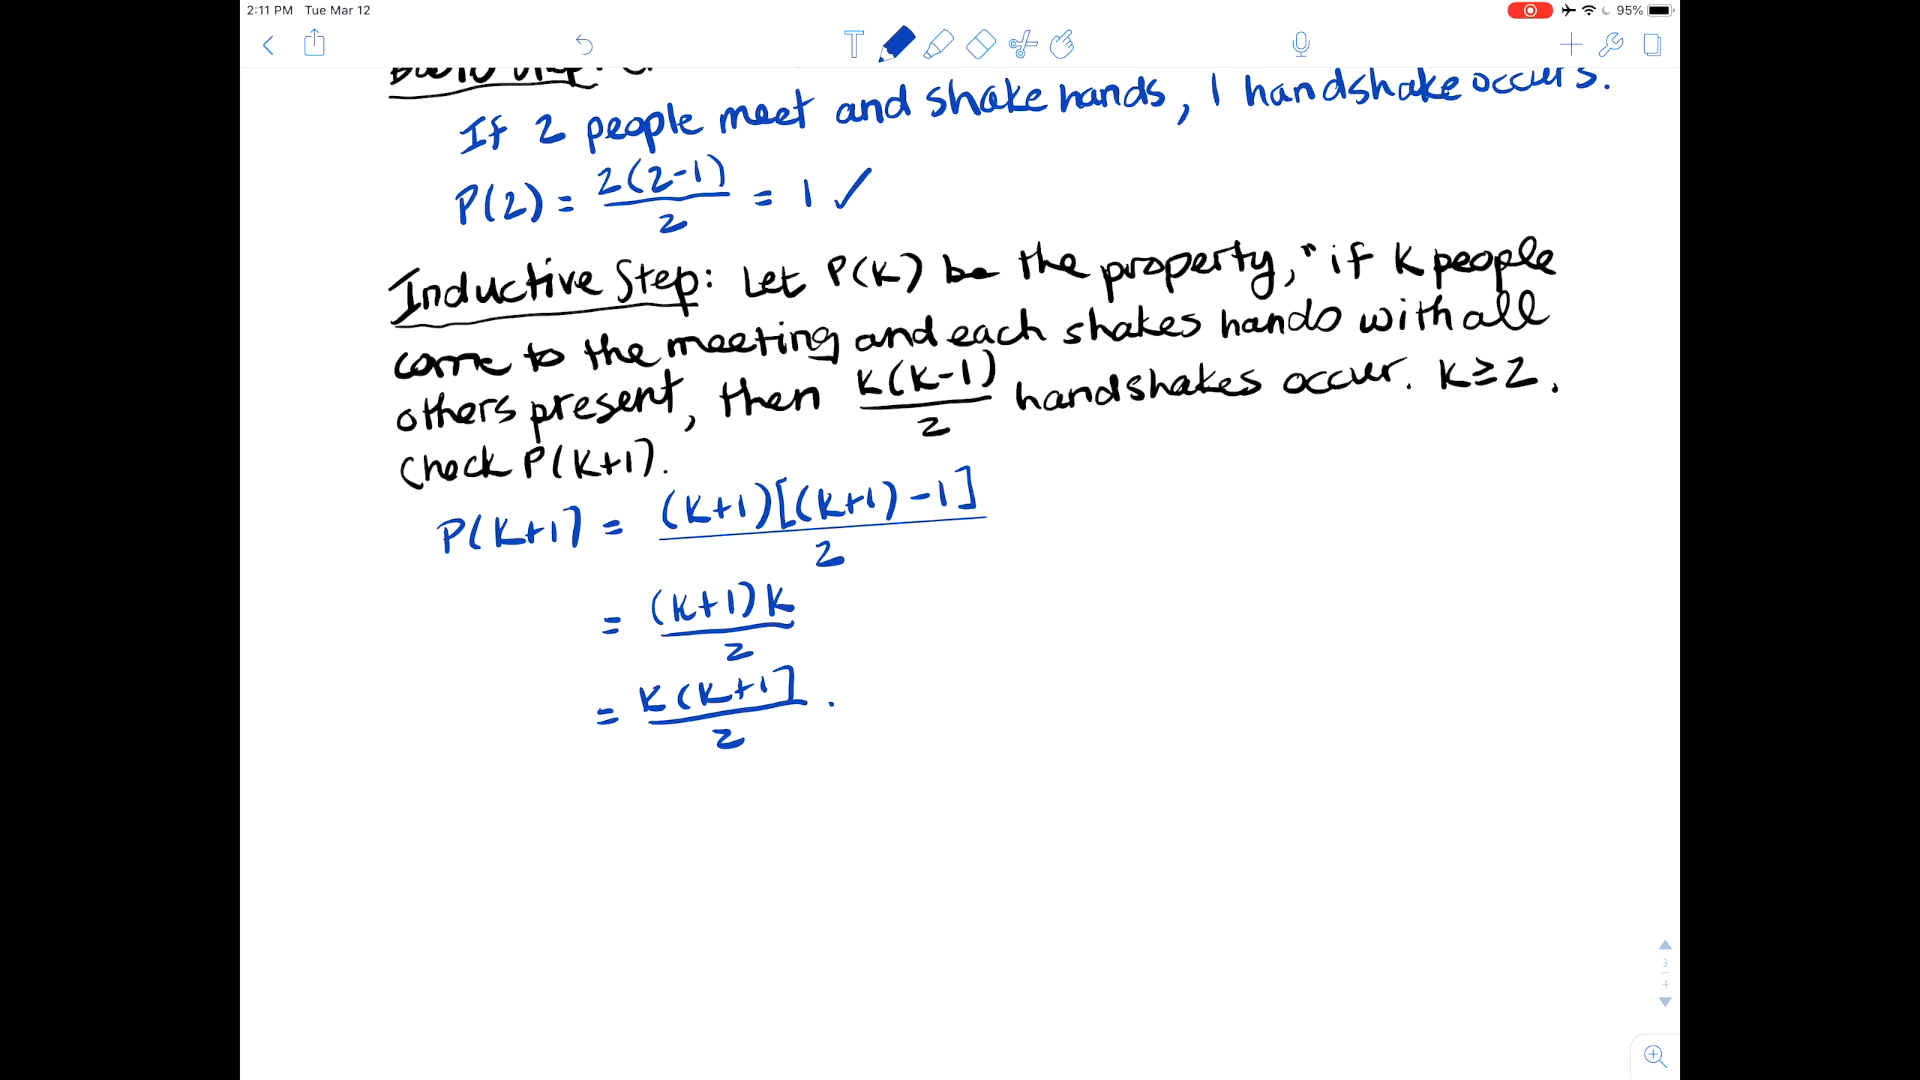 2:11 PM Tue Mar 12
95%
If 2 people meet and shake hands, 1 handshake occurs.
P(2) = 2(2-1)/2 = 1 ✓
Inductive Step: Let P(k) be the property, "if k people
come to the meeting and each shakes hands with all
others present, then k(k-1)/2 handshakes occur. k≥2.
Check P(k+1).
P(k+1) = (k+1)[(k+1)-1]/2
= (k+1)k/2
= k(k+1)/2.
3
4